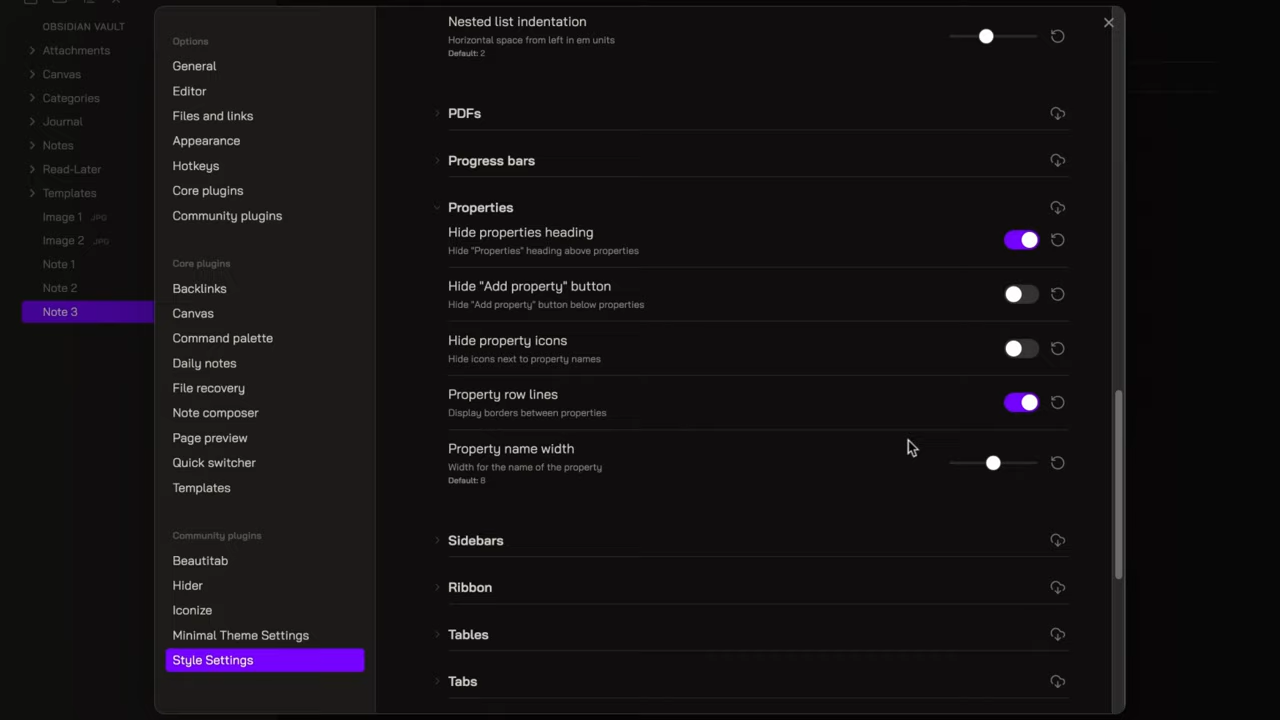 OBSIDIAN VAULT
Attachments
Canvas
Categories
Journal
Notes
Read-Later
Templates
Image 1 JPG
Image 2 JPG
Note 1
Note 2
Note 3
Options
General
Editor
Files and links
Appearance
Hotkeys
Core plugins
Community plugins
Core plugins
Backlinks
Canvas
Command palette
Daily notes
File recovery
Note composer
Page preview
Quick switcher
Templates
Community plugins
Beautitab
Hider
Iconize
Minimal Theme Settings
Style Settings
Nested list indentation
Horizontal space from left in em units
Default: 2
PDFs
Progress bars
Properties
Hide properties heading
Hide "Properties" heading above properties
Hide "Add property" button
Hide "Add property" button below properties
Hide property icons
Hide icons next to property names
Property row lines
Display borders between properties
Property name width
Width for the name of the property
Default: 8
Sidebars
Ribbon
Tables
Tabs